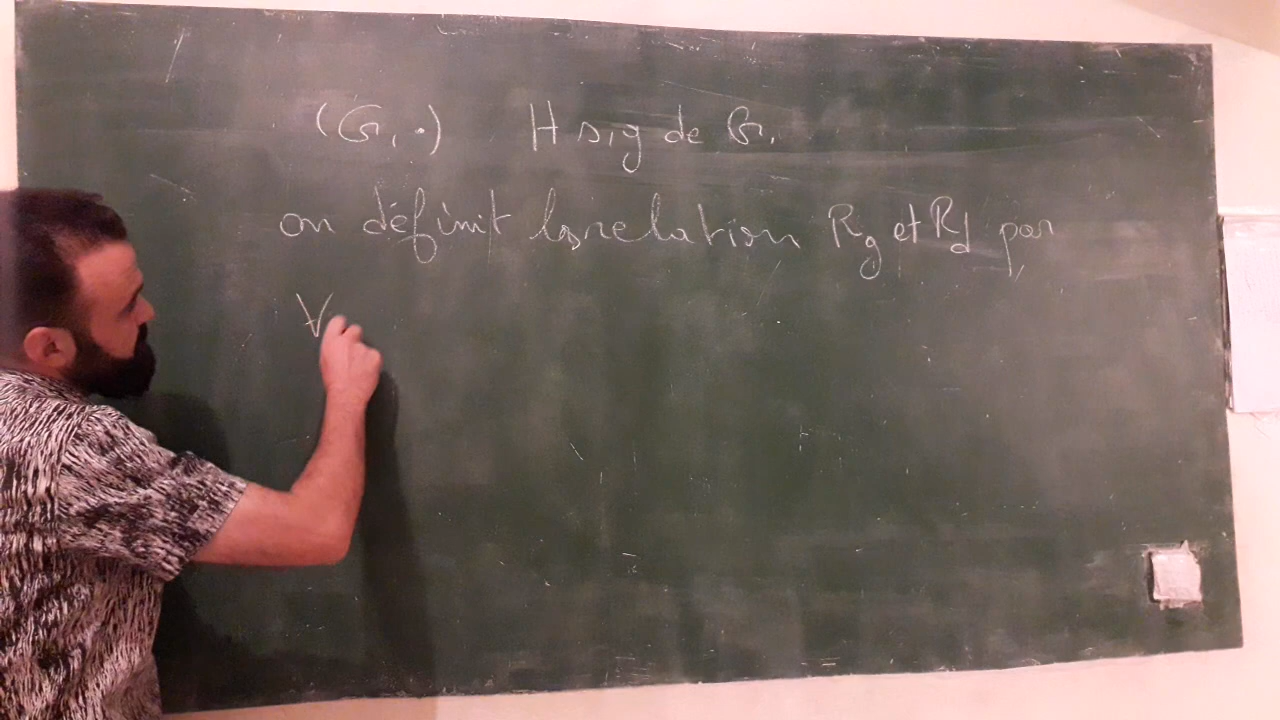 (G, .) H s,g de G.
on définit la relation Rg et Rd par
∀